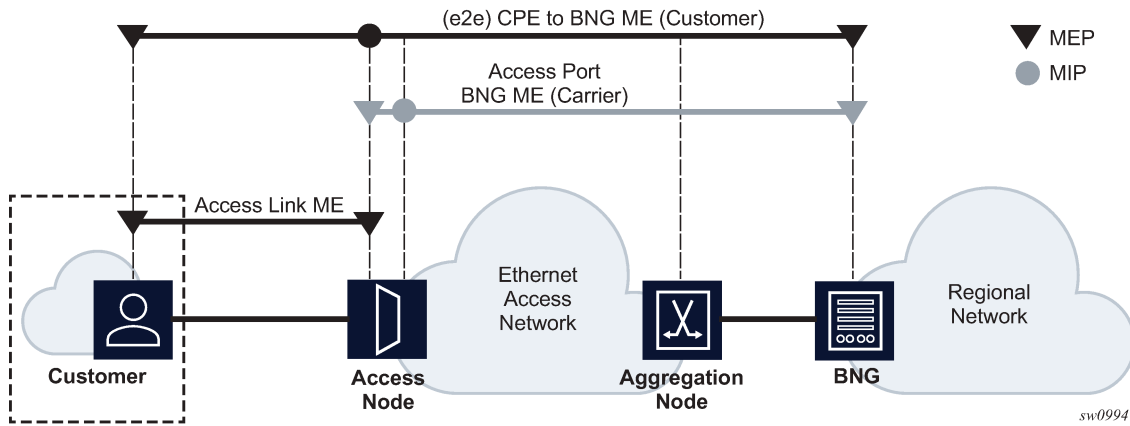 (e2e) CPE to BNG ME (Customer)
MEP
MIP
Access Port
BNG ME (Carrier)
Access Link ME
Ethernet
Access
Network
Regional
Network
Customer
Access
Node
Aggregation
Node
BNG
sw0994